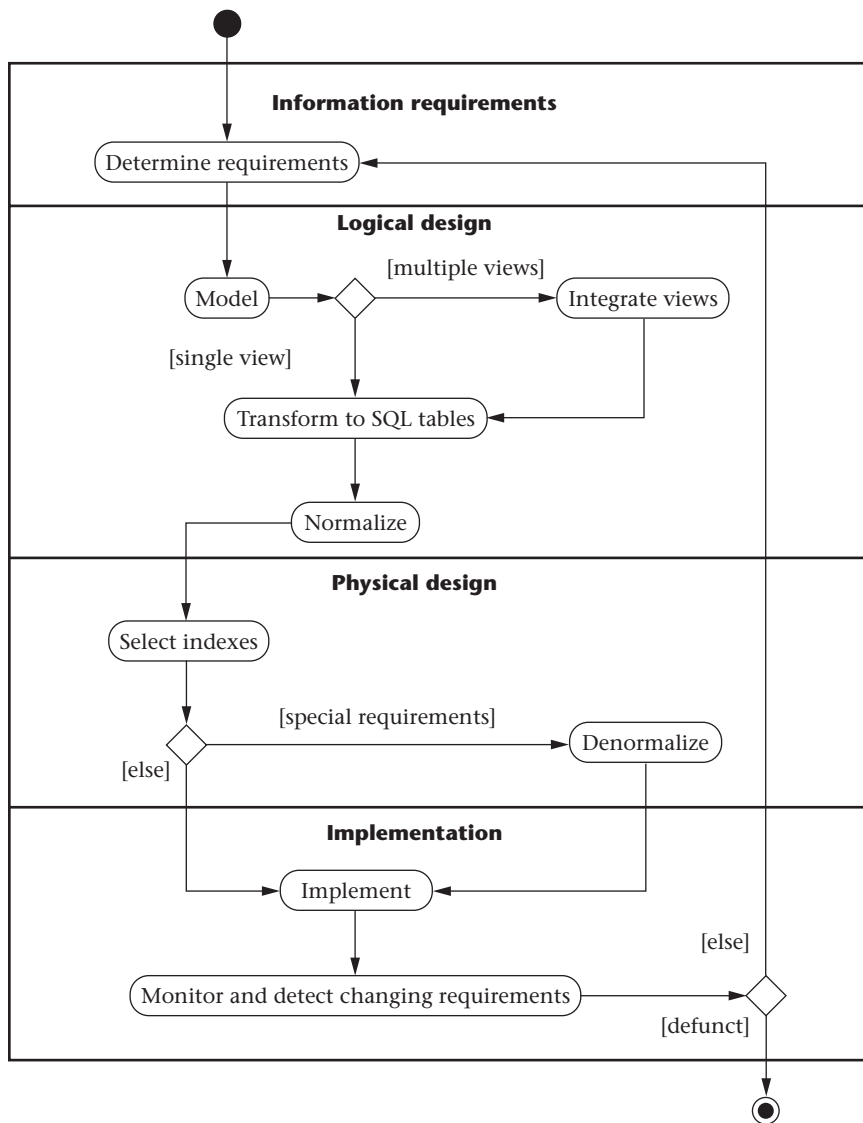 Information requirements
Determine requirements
Logical design
[multiple views]
Model
Integrate views
[single view]
Transform to SQL tables
Normalize
Physical design
Select indexes
[special requirements]
Denormalize
[else]
Implementation
Implement
[else]
Monitor and detect changing requirements
[defunct]